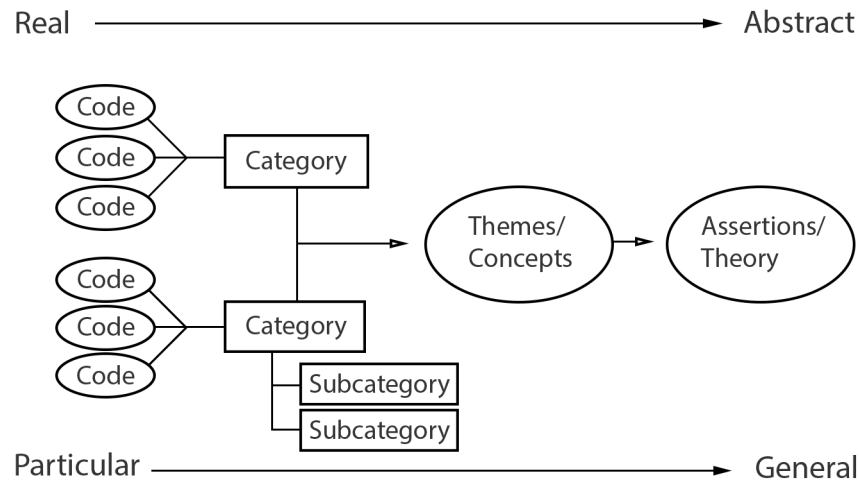 Real
Abstract
Code
Code
Code
Category
Themes/
Concepts
Assertions/
Theory
Code
Code
Code
Category
Subcategory
Subcategory
Particular
General